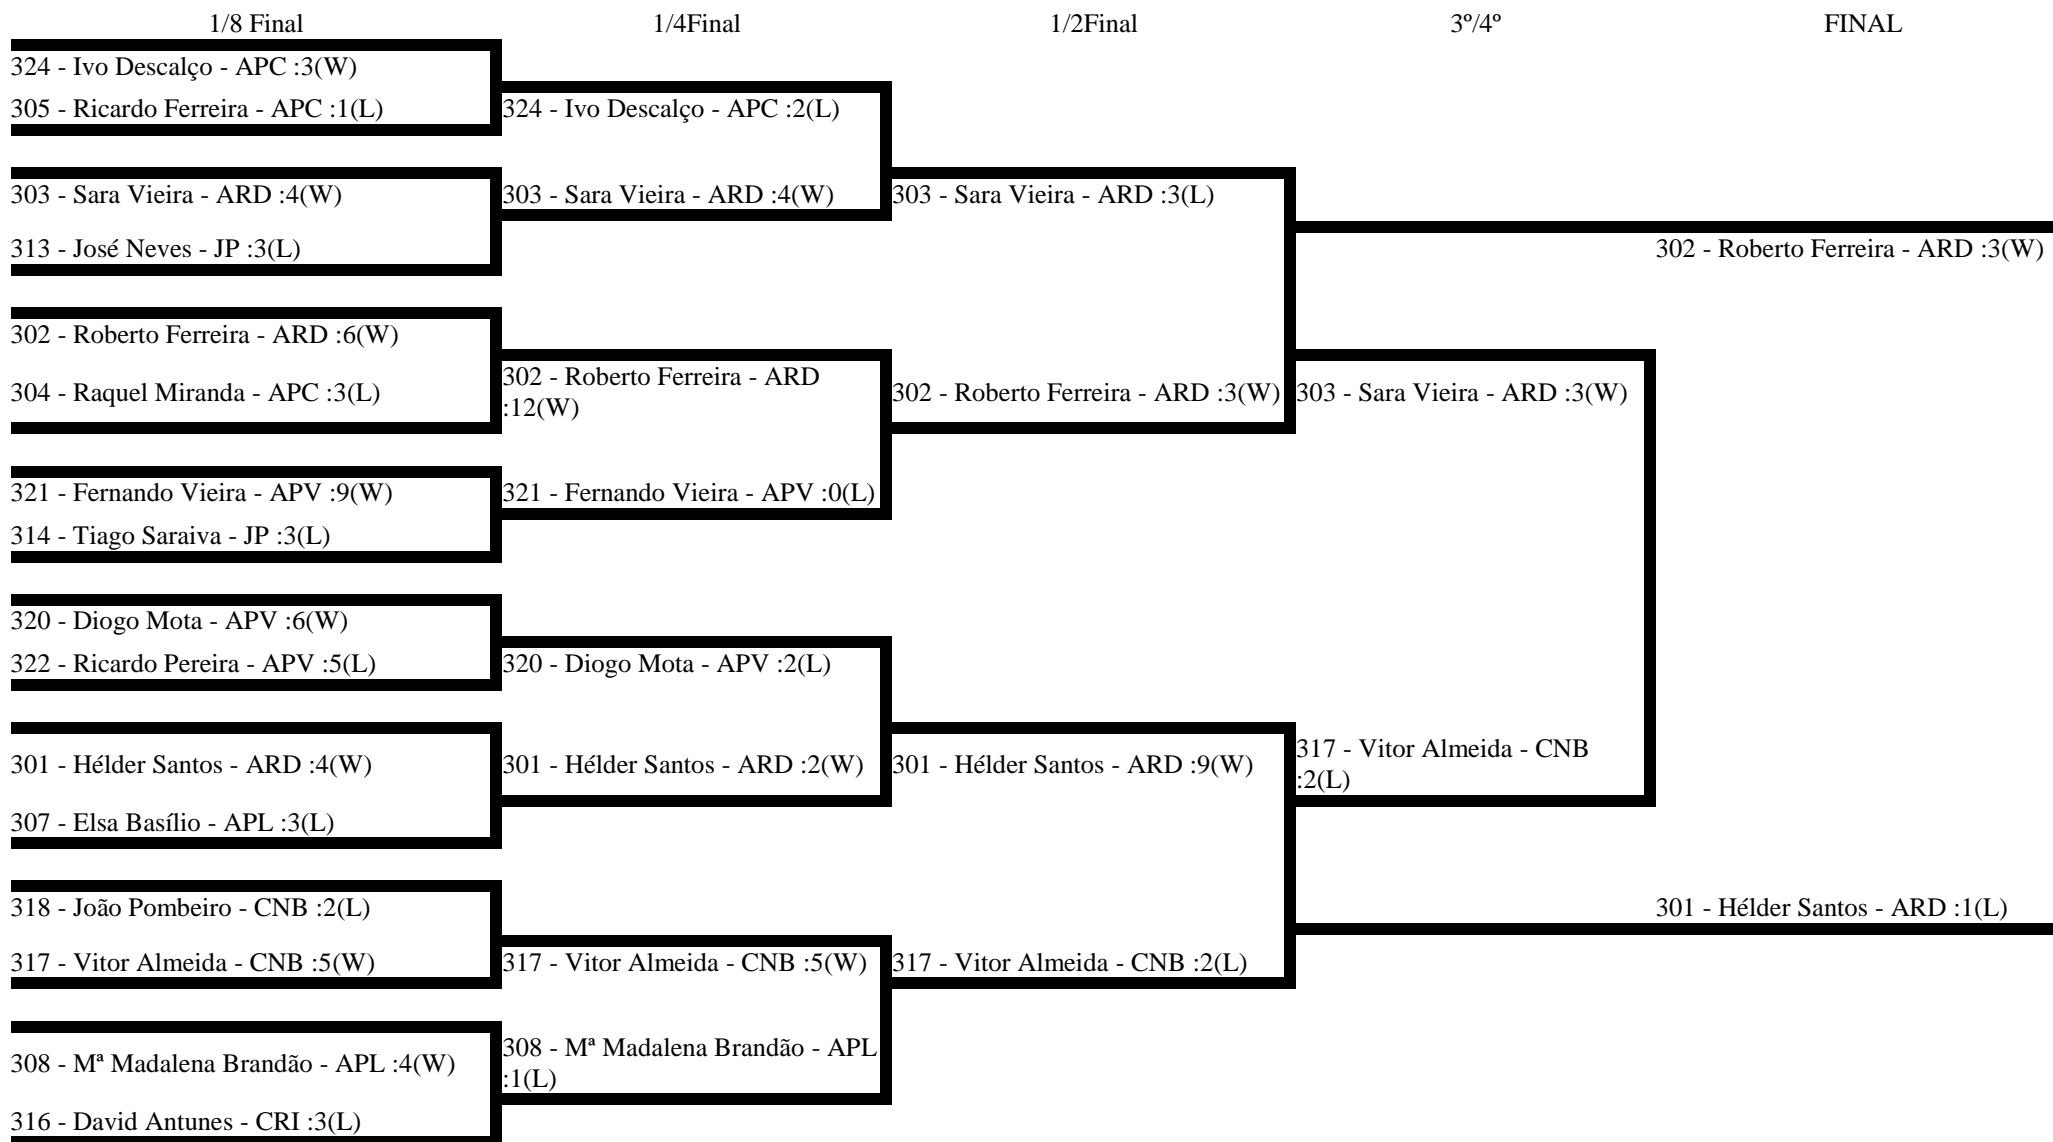 1/8 Final
1/4Final
1/2Final
3º/4º
FINAL
324 - Ivo Descalço - APC :3(W)
305 - Ricardo Ferreira - APC :1(L)
303 - Sara Vieira - ARD :4(W)
313 - José Neves - JP :3(L)
302 - Roberto Ferreira - ARD :6(W)
304 - Raquel Miranda - APC :3(L)
321 - Fernando Vieira - APV :9(W)
314 - Tiago Saraiva - JP :3(L)
320 - Diogo Mota - APV :6(W)
322 - Ricardo Pereira - APV :5(L)
301 - Hélder Santos - ARD :4(W)
307 - Elsa Basílio - APL :3(L)
318 - João Pombeiro - CNB :2(L)
317 - Vitor Almeida - CNB :5(W)
308 - Mª Madalena Brandão - APL :4(W)
316 - David Antunes - CRI :3(L)
324 - Ivo Descalço - APC :2(L)
303 - Sara Vieira - ARD :4(W)
302 - Roberto Ferreira - ARD
:12(W)
321 - Fernando Vieira - APV :0(L)
320 - Diogo Mota - APV :2(L)
301 - Hélder Santos - ARD :2(W)
317 - Vitor Almeida - CNB :5(W)
308 - Mª Madalena Brandão - APL
:1(L)
303 - Sara Vieira - ARD :3(L)
302 - Roberto Ferreira - ARD :3(W)
301 - Hélder Santos - ARD :9(W)
317 - Vitor Almeida - CNB :2(L)
303 - Sara Vieira - ARD :3(W)
317 - Vitor Almeida - CNB
:2(L)
302 - Roberto Ferreira - ARD :3(W)
301 - Hélder Santos - ARD :1(L)